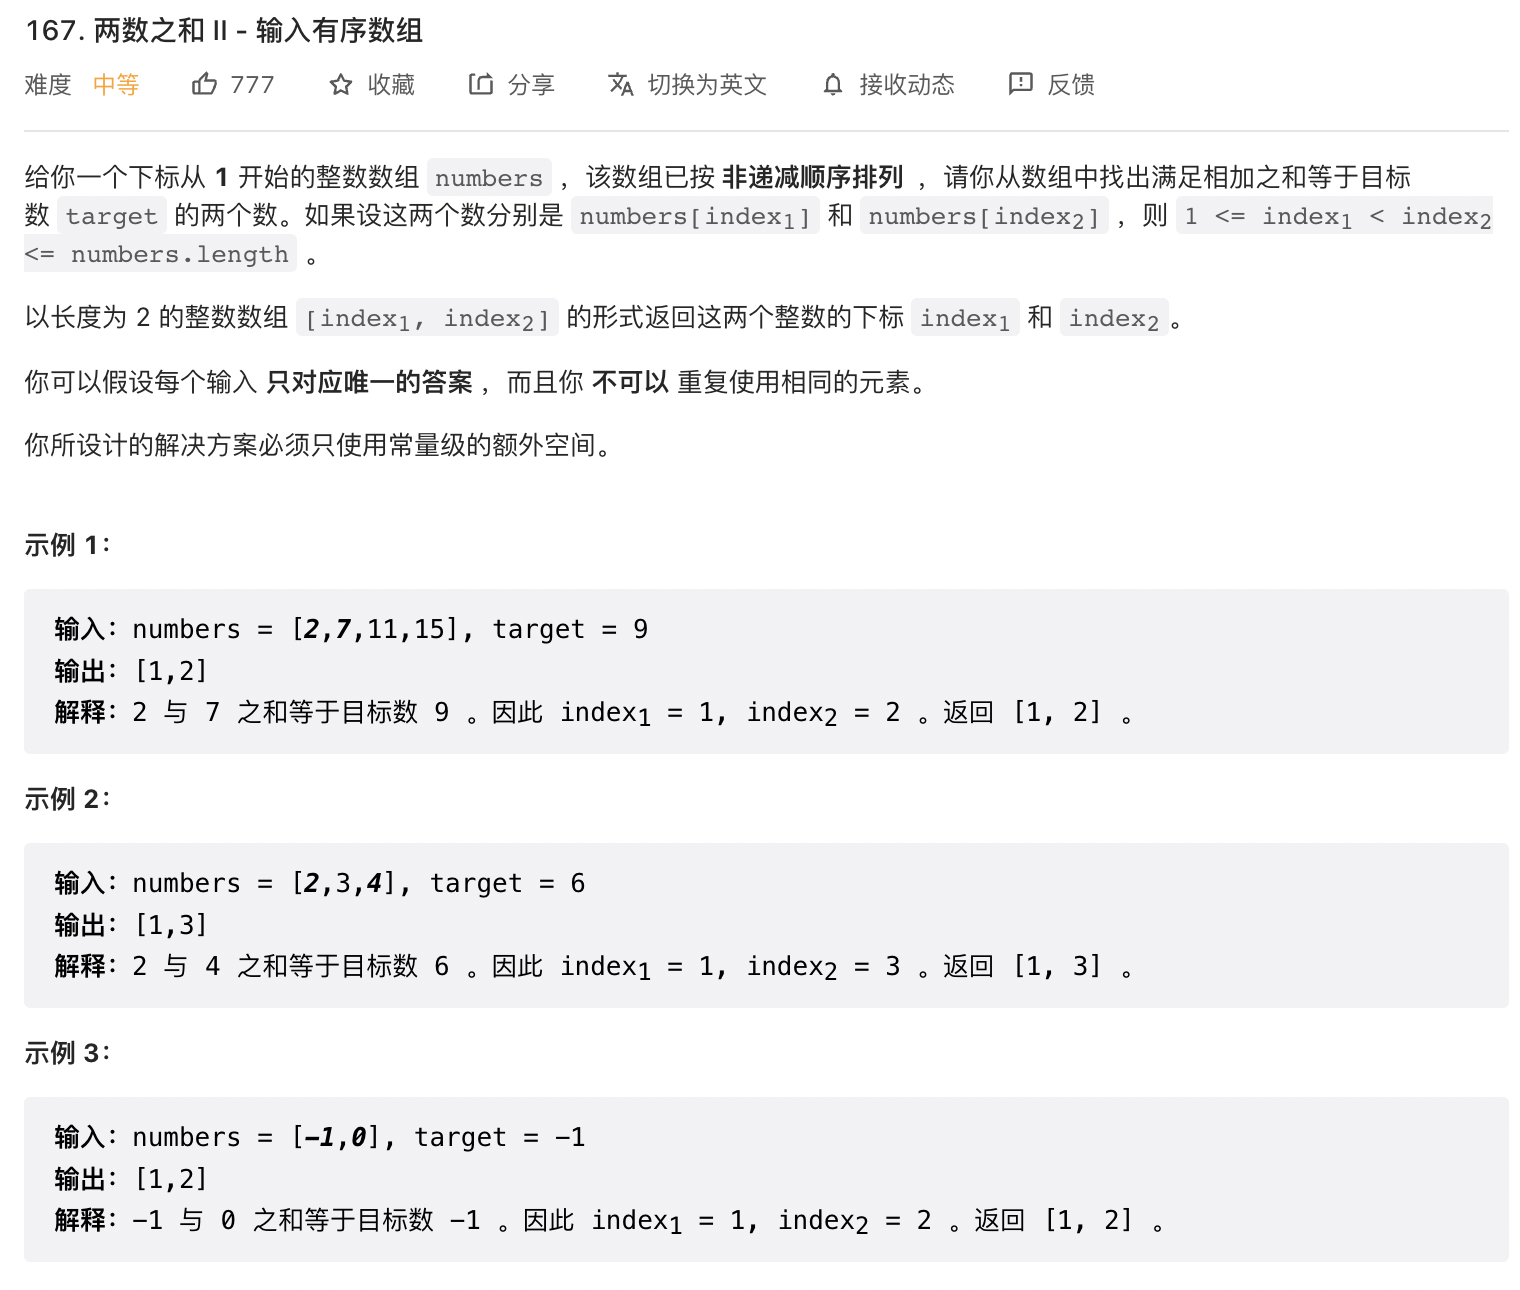 167. 两数之和 II - 输入有序数组
难度 中等 777 收藏 分享 切换为英文 接收动态 反馈
给你一个下标从 1 开始的整数数组 numbers ，该数组已按 非递减顺序排列 ，请你从数组中找出满足相加之和等于目标
数 target 的两个数。如果设这两个数分别是 numbers[index₁] 和 numbers[index₂] ，则 1 <= index₁ < index₂
<= numbers.length 。
以长度为 2 的整数数组 [index₁, index₂] 的形式返回这两个整数的下标 index₁ 和 index₂。
你可以假设每个输入 只对应唯一的答案 ，而且你 不可以 重复使用相同的元素。
你所设计的解决方案必须只使用常量级的额外空间。
示例 1：
输入：numbers = [2,7,11,15], target = 9
输出：[1,2]
解释：2 与 7 之和等于目标数 9 。因此 index₁ = 1, index₂ = 2 。返回 [1, 2] 。
示例 2：
输入：numbers = [2,3,4], target = 6
输出：[1,3]
解释：2 与 4 之和等于目标数 6 。因此 index₁ = 1, index₂ = 3 。返回 [1, 3] 。
示例 3：
输入：numbers = [-1,0], target = -1
输出：[1,2]
解释：-1 与 0 之和等于目标数 -1 。因此 index₁ = 1, index₂ = 2 。返回 [1, 2] 。